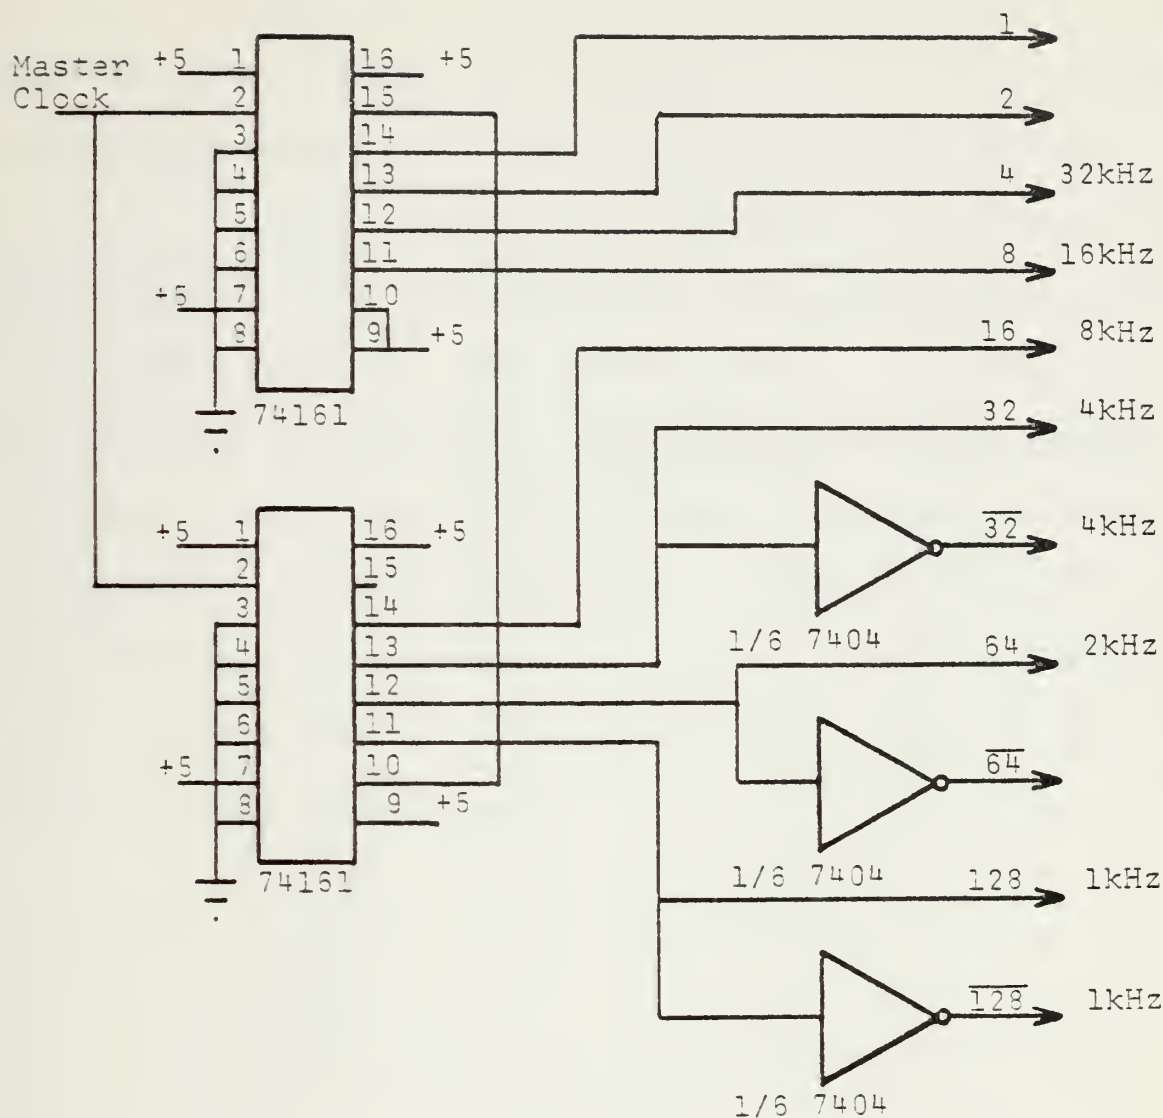 1
Master +5 1 16 +5
Clock 2 15 2
3 14
4 13 4 32kHz
5 12
6 11 8 16kHz
+5 7 10
8 9 +5 16 8kHz
74161 32 4kHz
+5 1 16 +5 32 4kHz
2 15
3 14
1/6 7404 64 2kHz
4 13
5 12
6 11
+5 7 10 64
8 9 +5
74161 1/6 7404 128 1kHz
128 1kHz
1/6 7404